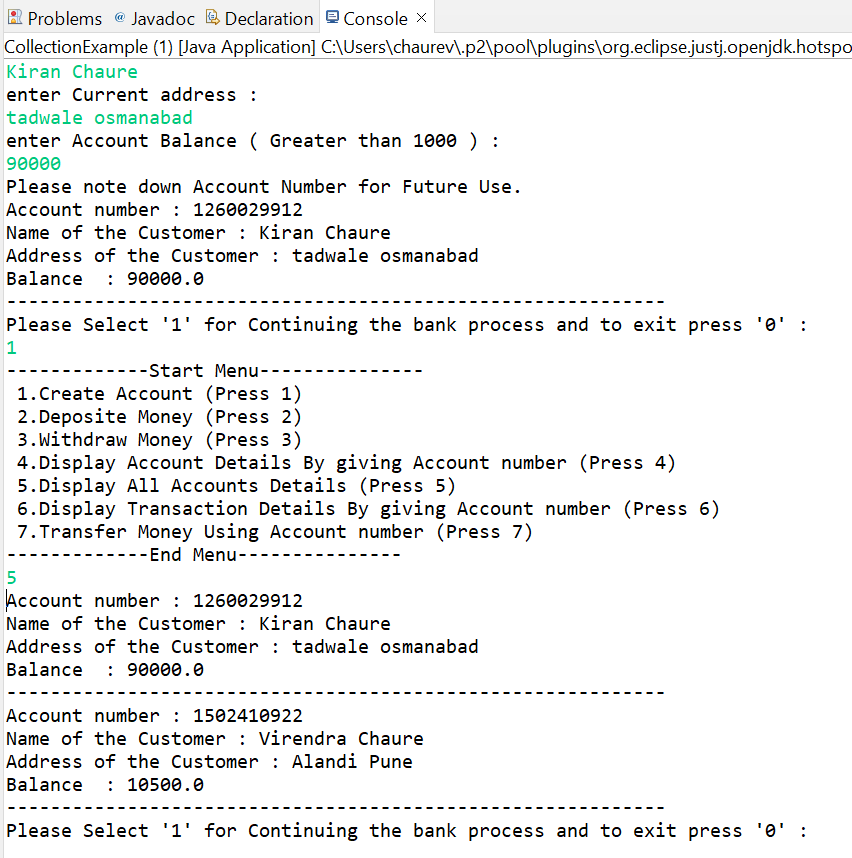 Problems @ Javadoc Declaration Console ×
CollectionExample (1) [Java Application] C:\Users\chaurev\.p2\pool\plugins\org.eclipse.justj.openjdk.hotspo
Kiran Chaure
enter Current address :
tadwale osmanabad
enter Account Balance ( Greater than 1000 ) :
90000
Please note down Account Number for Future Use.
Account number : 1260029912
Name of the Customer : Kiran Chaure
Address of the Customer : tadwale osmanabad
Balance  : 90000.0
------------------------------------------------------------
Please Select '1' for Continuing the bank process and to exit press '0' :
1
-------------Start Menu---------------
 1.Create Account (Press 1)
 2.Deposite Money (Press 2)
 3.Withdraw Money (Press 3)
 4.Display Account Details By giving Account number (Press 4)
 5.Display All Accounts Details (Press 5)
 6.Display Transaction Details By giving Account number (Press 6)
 7.Transfer Money Using Account number (Press 7)
-------------End Menu---------------
5
Account number : 1260029912
Name of the Customer : Kiran Chaure
Address of the Customer : tadwale osmanabad
Balance  : 90000.0
------------------------------------------------------------
Account number : 1502410922
Name of the Customer : Virendra Chaure
Address of the Customer : Alandi Pune
Balance  : 10500.0
------------------------------------------------------------
Please Select '1' for Continuing the bank process and to exit press '0' :